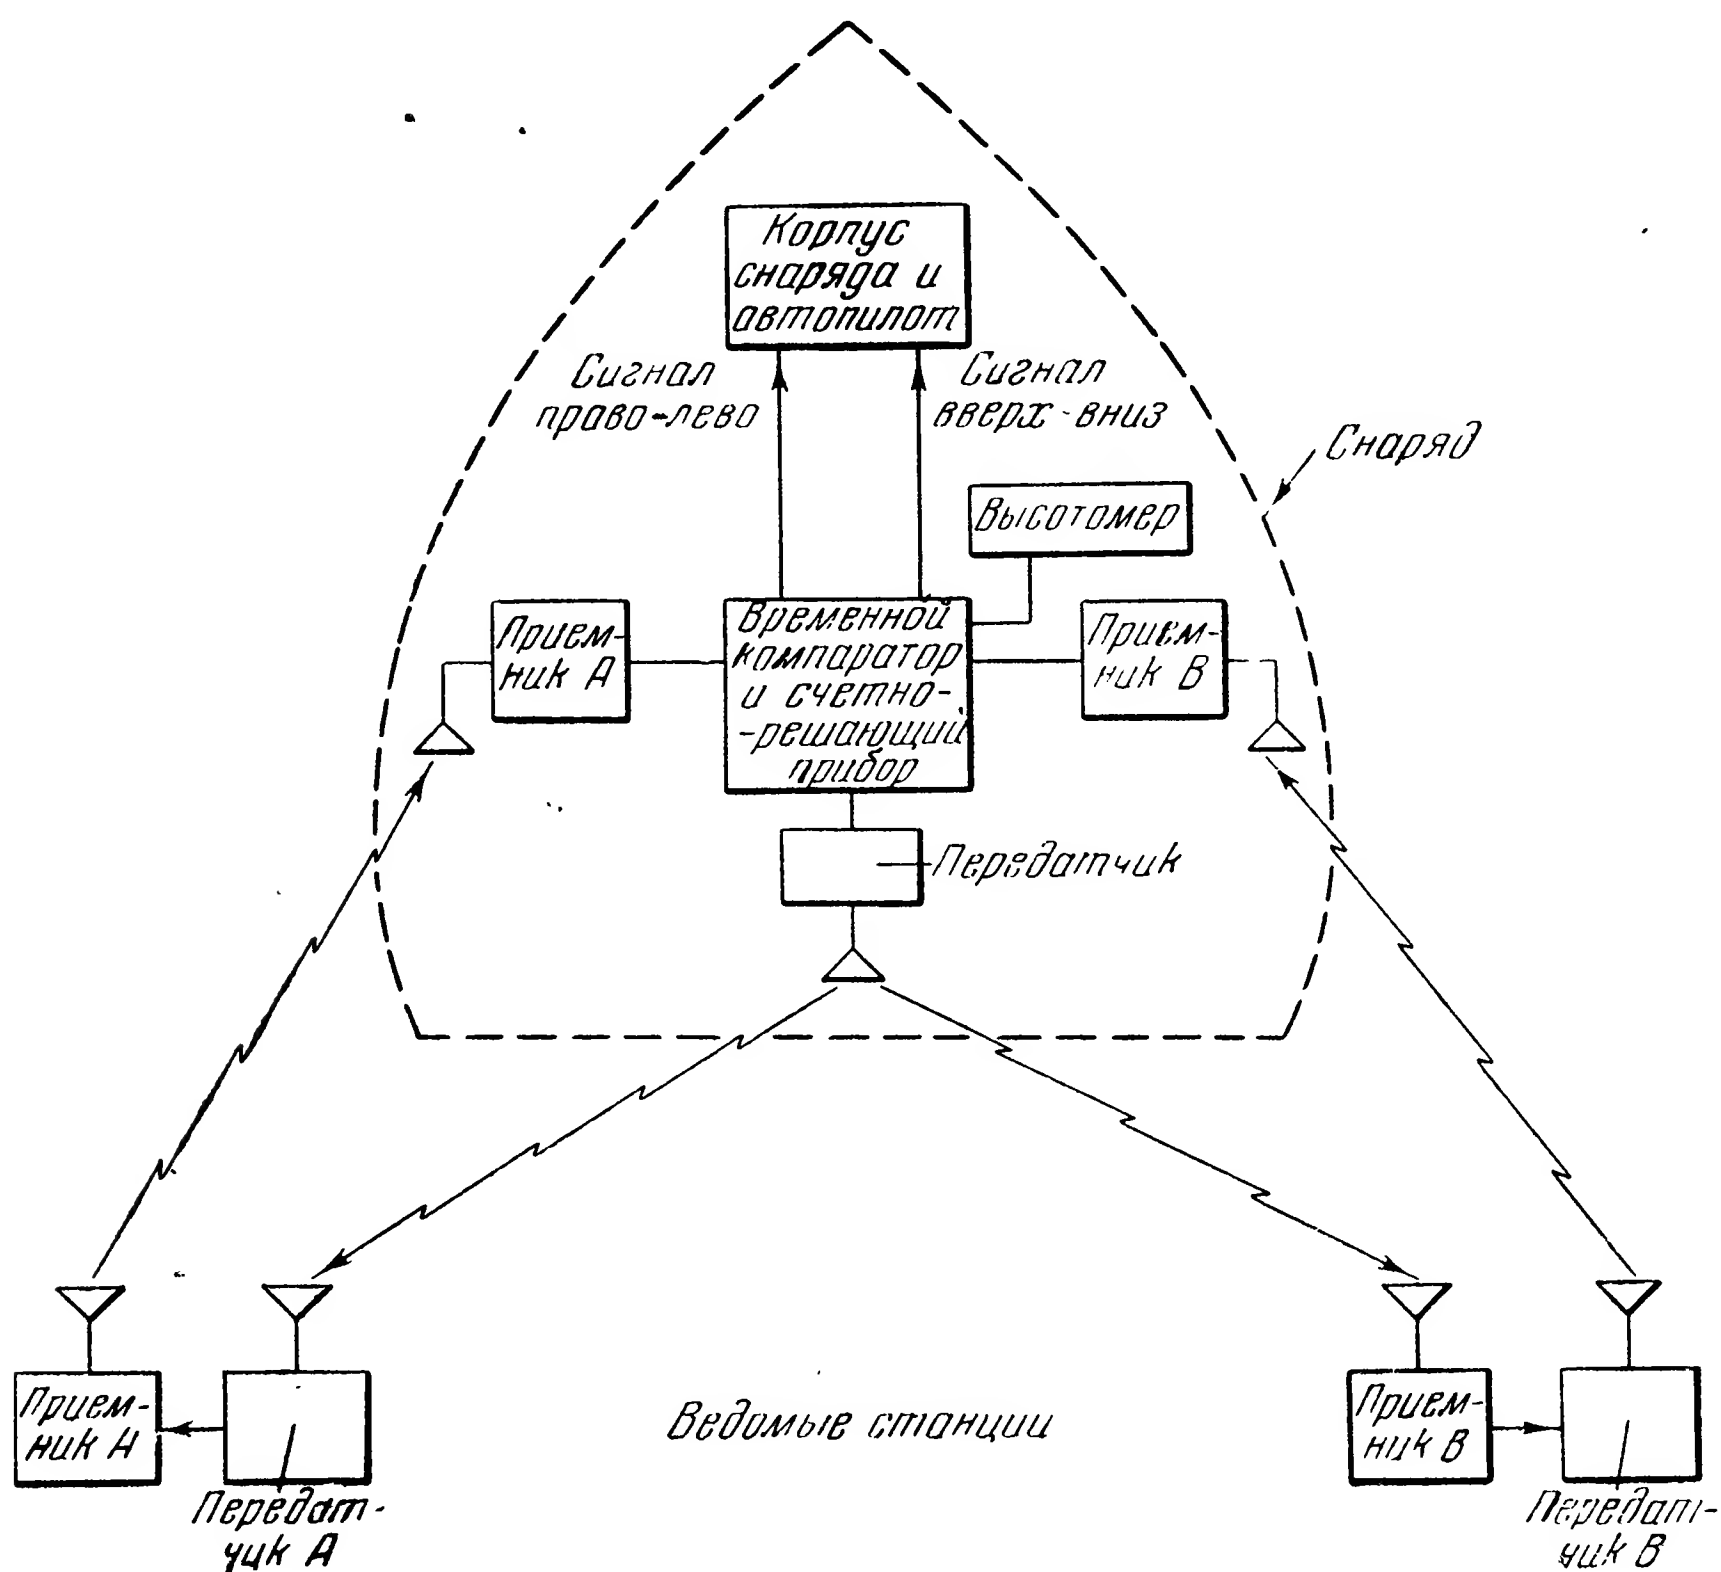 Корпус
снаряда и
автопилот
Сигнал
право-лево
Сигнал
вверх-вниз
Снаряд
Высотомер
Прием-
ник А
Временной
компаратор
и счетно-
-решающий
прибор
Прием-
ник В
Передатчик
Ведомые станции
Прием-
ник А
Передат-
чик А
Прием-
ник В
Передат-
чик В